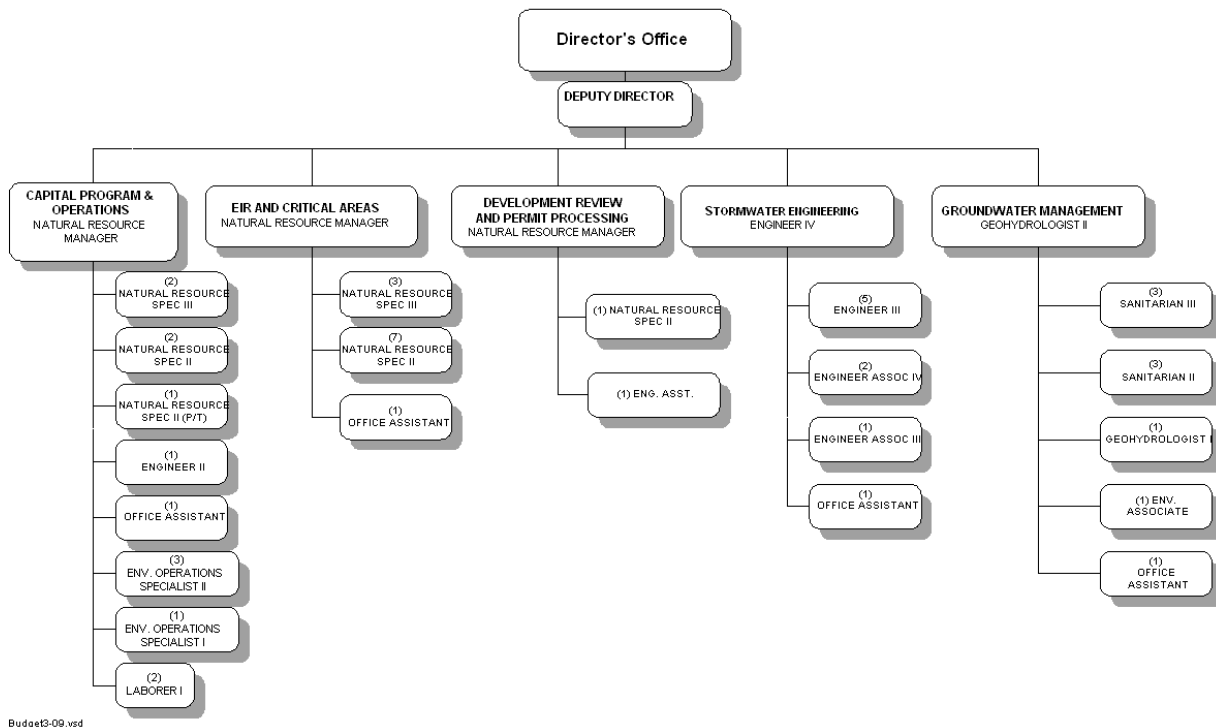 Director's Office
DEPUTY DIRECTOR
CAPITAL PROGRAM &
OPERATIONS
NATURAL RESOURCE
MANAGER
(2)
NATURAL RESOURCE
SPEC III
(2)
NATURAL RESOURCE
SPEC II
(1)
NATURAL RESOURCE
SPEC II (P/T)
(1)
ENGINEER II
(1)
OFFICE ASSISTANT
(3)
ENV. OPERATIONS
SPECIALIST II
(1)
ENV. OPERATIONS
SPECIALIST I
(2)
LABORER I
EIR AND CRITICAL AREAS
NATURAL RESOURCE MANAGER
(3)
NATURAL RESOURCE
SPEC III
(7)
NATURAL RESOURCE
SPEC II
(1)
OFFICE ASSISTANT
DEVELOPMENT REVIEW
AND PERMIT PROCESSING
NATURAL RESOURCE MANAGER
(1) NATURAL RESOURCE
SPEC II
(1) ENG. ASST.
STORMWATER ENGINEERING
ENGINEER IV
(5)
ENGINEER III
(2)
ENGINEER ASSOC IV
(1)
ENGINEER ASSOC III
(1)
OFFICE ASSISTANT
GROUNDWATER MANAGEMENT
GEOHYDROLOGIST II
(3)
SANITARIAN III
(3)
SANITARIAN II
(1)
GEOHYDROLOGIST I
(1) ENV.
ASSOCIATE
(1)
OFFICE
ASSISTANT
Budget3-09.vsd